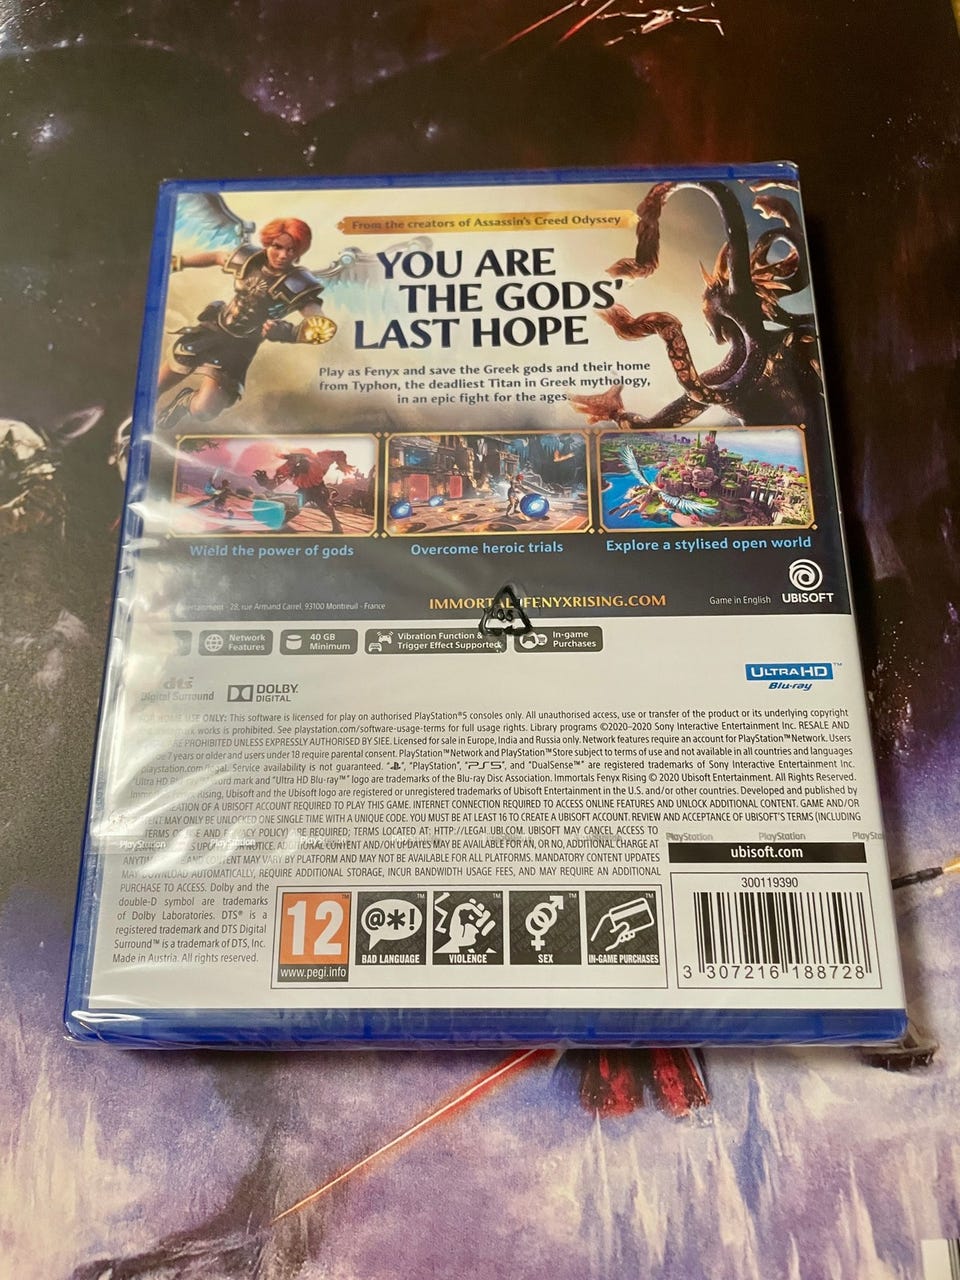 From the creators of Assassin's Creed Odyssey
YOU ARE
THE GODS'
LAST HOPE
Play as Fenyx and save the Greek gods and their home
from Typhon, the deadliest Titan in Greek mythology,
in an epic fight for the ages.
Wield the power of gods
Overcome heroic trials
Explore a stylised open world
- 28, rue Armand Carrel, 93100 Montreuil - France
Game in English
UBISOFT
Network
Features
40 GB
Minimum
Vibration Function &
Trigger Effect Supported
In-game
Purchases
dts
Digital Surround
DOLBY
DIGITAL
ULTRA HD™
Blu-ray
USE ONLY: This software is licensed for play on authorised PlayStation®5 consoles only. All unauthorised access, use or transfer of the product or its underlying copyright
works is prohibited. See playstation.com/software-usage-terms for full usage rights. Library programs ©2020-2020 Sony Interactive Entertainment Inc. RESALE AND
ARE PROHIBITED UNLESS EXPRESSLY AUTHORISED BY SIEE. Licensed for sale in Europe, India and Russia only. Network features require an account for PlayStation™Network. Users
7 years or older and users under 18 require parental consent. PlayStation™Network and PlayStation™Store subject to terms of use and not available in all countries and languages
playstation.com/legal. Service availability is not guaranteed. "PlayStation", "PS5", and "DualSense™" are registered trademarks of Sony Interactive Entertainment Inc.
word mark and "Ultra HD Blu-ray™" logo are trademarks of the Blu-ray Disc Association. Immortals Fenyx Rising © 2020 Ubisoft Entertainment. All Rights Reserved.
Rising, Ubisoft and the Ubisoft logo are registered or unregistered trademarks of Ubisoft Entertainment in the U.S. and/or other countries. Developed and published by
OF A UBISOFT ACCOUNT REQUIRED TO PLAY THIS GAME. INTERNET CONNECTION REQUIRED TO ACCESS ONLINE FEATURES AND UNLOCK ADDITIONAL CONTENT. GAME AND/OR
MAY ONLY BE UNLOCKED ONE SINGLE TIME WITH A UNIQUE CODE. YOU MUST BE AT LEAST 16 TO CREATE A UBISOFT ACCOUNT. REVIEW AND ACCEPTANCE OF UBISOFT'S TERMS (INCLUDING
TERMS OF USE AND PRIVACY POLICY ARE REQUIRED; TERMS LOCATED AT: HTTP://LEGAL.UBI.COM. UBISOFT MAY CANCEL ACCESS TO
NOTICE. ADDITIONAL CONTENT AND/OR UPDATES MAY BE AVAILABLE FOR, OR NO, ADDITIONAL CHARGE AT
AND CONTENT MAY VARY BY PLATFORM AND MAY NOT BE AVAILABLE FOR ALL PLATFORMS. MANDATORY CONTENT UPDATES
MAY DOWNLOAD AUTOMATICALLY, REQUIRE ADDITIONAL STORAGE, INCUR BANDWIDTH USAGE FEES, AND MAY REQUIRE AN ADDITIONAL
PURCHASE TO ACCESS. Dolby and the
double-D symbol are trademarks
of Dolby Laboratories. DTS® is a
registered trademark and DTS Digital
Surround™ is a trademark of DTS, Inc.
Made in Austria. All rights reserved.
PlayStation PlayStation PlayStation PlayStation
ubisoft.com
12
www.pegi.info
@*!
BAD LANGUAGE
VIOLENCE
SEX
IN-GAME PURCHASES
300119390
3 307216 188728